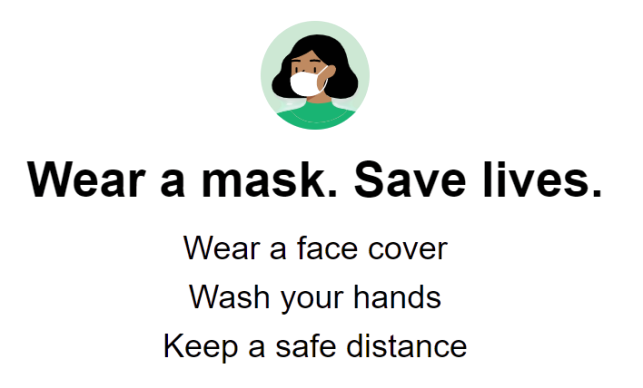 Wear a mask. Save lives.
Wear a face cover
Wash your hands
Keep a safe distance